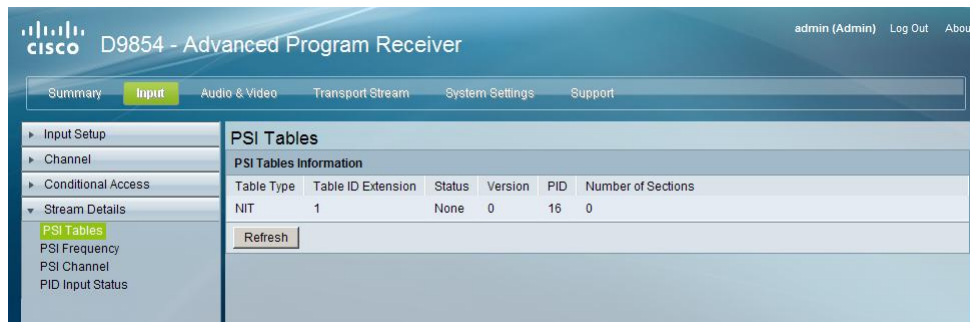 admin (Admin) Log Out Abou
CISCO D9854 - Advanced Program Receiver
Summary Input Audio & Video Transport Stream System Settings Support
Input Setup
Channel
Conditional Access
Stream Details
PSI Tables
PSI Frequency
PSI Channel
PID Input Status
PSI Tables
PSI Tables Information
Table Type Table ID Extension Status Version PID Number of Sections
NIT 1 None 0 16 0
Refresh